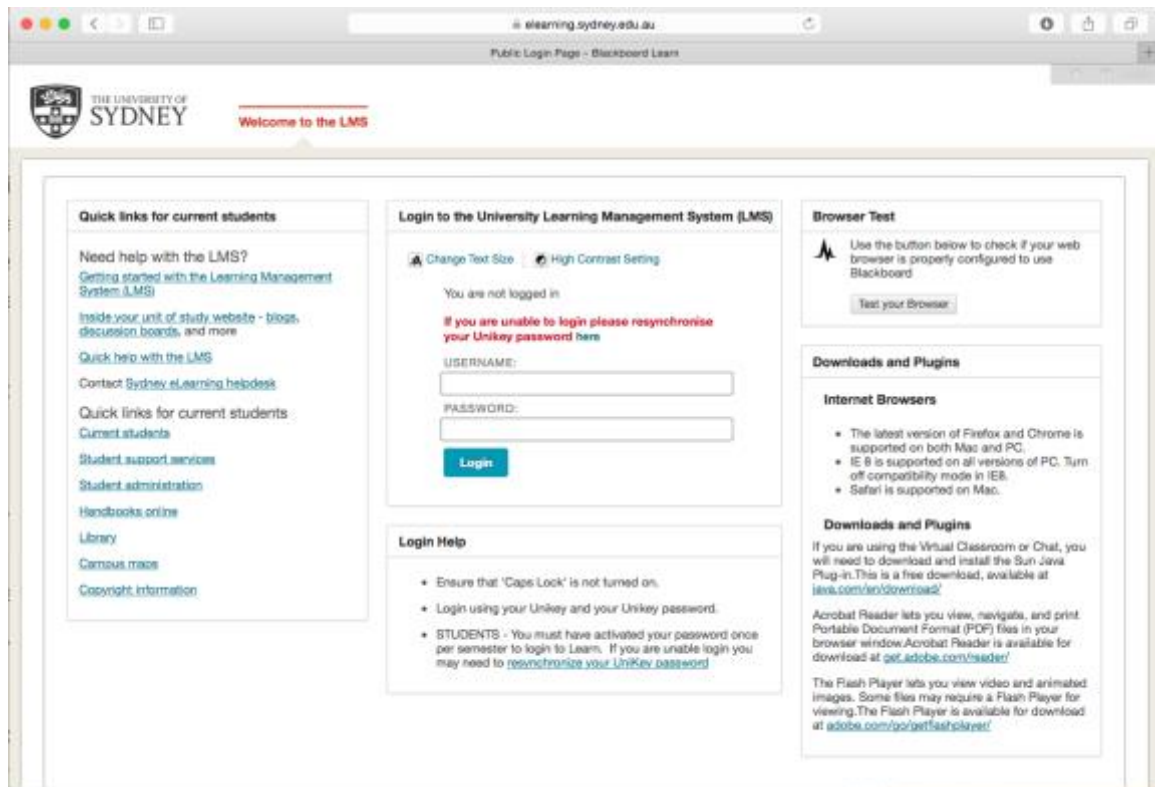 elearning.sydney.edu.au
Public Login Page - Blackboard Learn
THE UNIVERSITY OF
SYDNEY
Welcome to the LMS
Quick links for current students
Need help with the LMS?
Getting started with the Learning Management
System (LMS)
Inside your unit of study website - blogs,
discussion boards, and more
Quick help with the LMS
Contact Sydney eLearning helpdesk
Quick links for current students
Current students
Student support services
Student administration
Handbooks online
Library
Campus maps
Copyright information
Login to the University Learning Management System (LMS)
Change Text Size
High Contrast Setting
You are not logged in
If you are unable to login please resynchronise
your Unikey password here
USERNAME:
PASSWORD:
Login
Login Help
Ensure that 'Caps Lock' is not turned on.
Login using your Unikey and your Unikey password.
STUDENTS - You must have activated your password once
per semester to login to Learn. If you are unable login you
may need to resynchronize your UniKey password
Browser Test
Use the button below to check if your web
browser is properly configured to use
Blackboard
Test your Browser
Downloads and Plugins
Internet Browsers
The latest version of Firefox and Chrome is
supported on both Mac and PC.
IE 8 is supported on all versions of PC. Turn
off compatibility mode in IE8.
Safari is supported on Mac.
Downloads and Plugins
If you are using the Virtual Classroom or Chat, you
will need to download and install the Sun Java
Plug-in.This is a free download, available at
java.com/en/download/
Acrobat Reader lets you view, navigate, and print
Portable Document Format (PDF) files in your
browser window.Acrobat Reader is available for
download at get.adobe.com/reader/
The Flash Player lets you view video and animated
images. Some files may require a Flash Player for
viewing.The Flash Player is available for download
at adobe.com/go/getflashplayer/